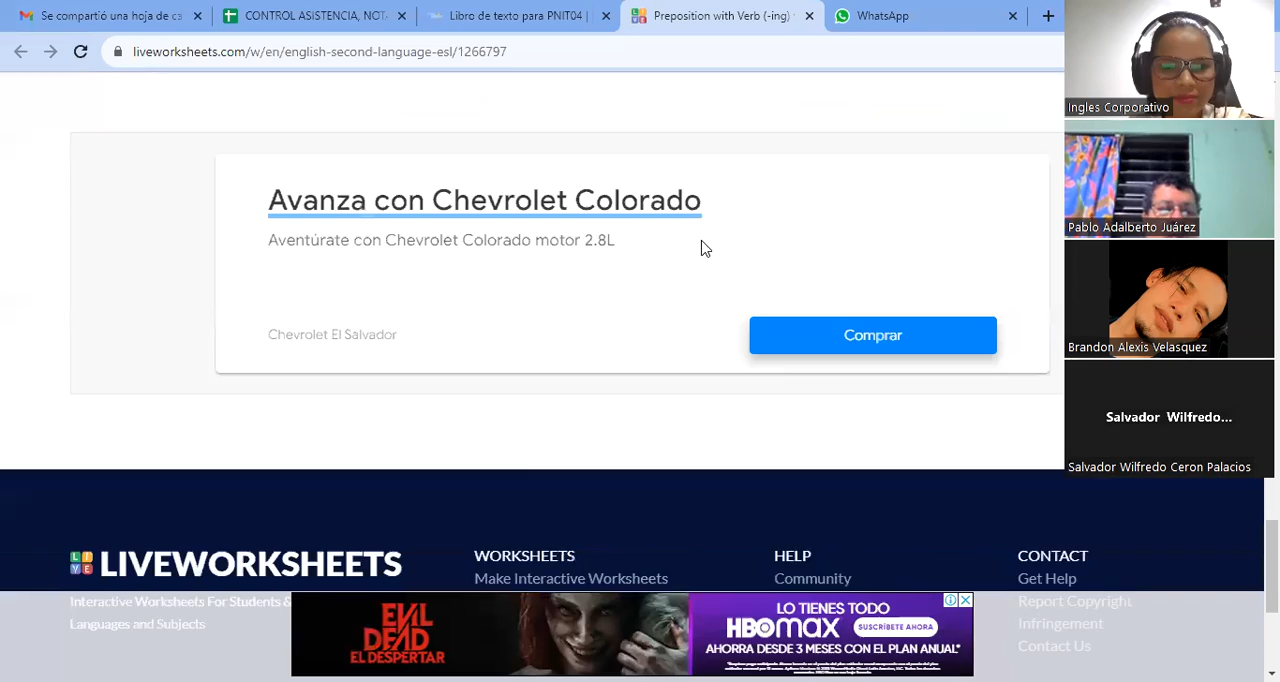 Se compartió una hoja de cs
CONTROL ASISTENCIA, NOTA
Libro de texto para PNIT04
Preposition with Verb (-ing)
WhatsApp
liveworksheets.com/w/en/english-second-language-esl/1266797
Ingles Corporativo
Pablo Adalberto Juárez
Brandon Alexis Velasquez
Salvador Wilfredo...
Salvador Wilfredo Ceron Palacios
Avanza con Chevrolet Colorado
Aventúrate con Chevrolet Colorado motor 2.8L
Chevrolet El Salvador
Comprar
LIVEWORKSHEETS
Interactive Worksheets For Students &
Languages and Subjects
WORKSHEETS
Make Interactive Worksheets
HELP
Community
CONTACT
Get Help
Report Copyright
Infringement
Contact Us
EVIL
DEAD
EL DESPERTAR
LO TIENES TODO
HBOMAX
SUSCRÍBETE AHORA
AHORA DESDE 3 MESES CON EL PLAN ANUAL*